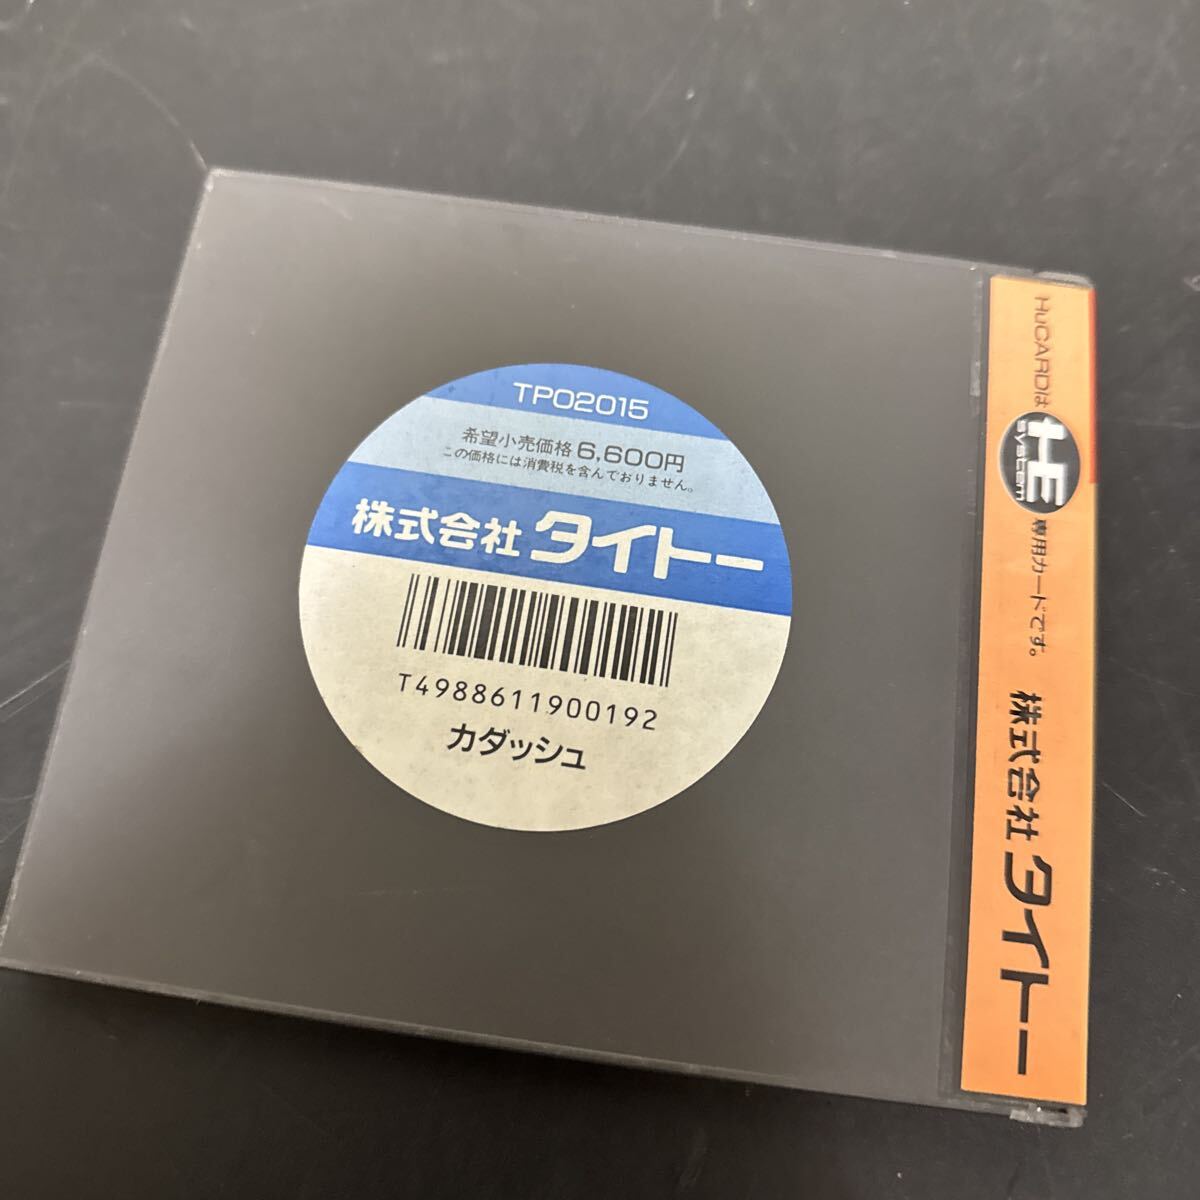 TP02015
希望小売価格6,600円
この価格には消費税を含んでおりません。
株式会社タイトー
T4988611900192
カダッシュ
HuCARDは HE system 専用カードです。 株式会社タイトー